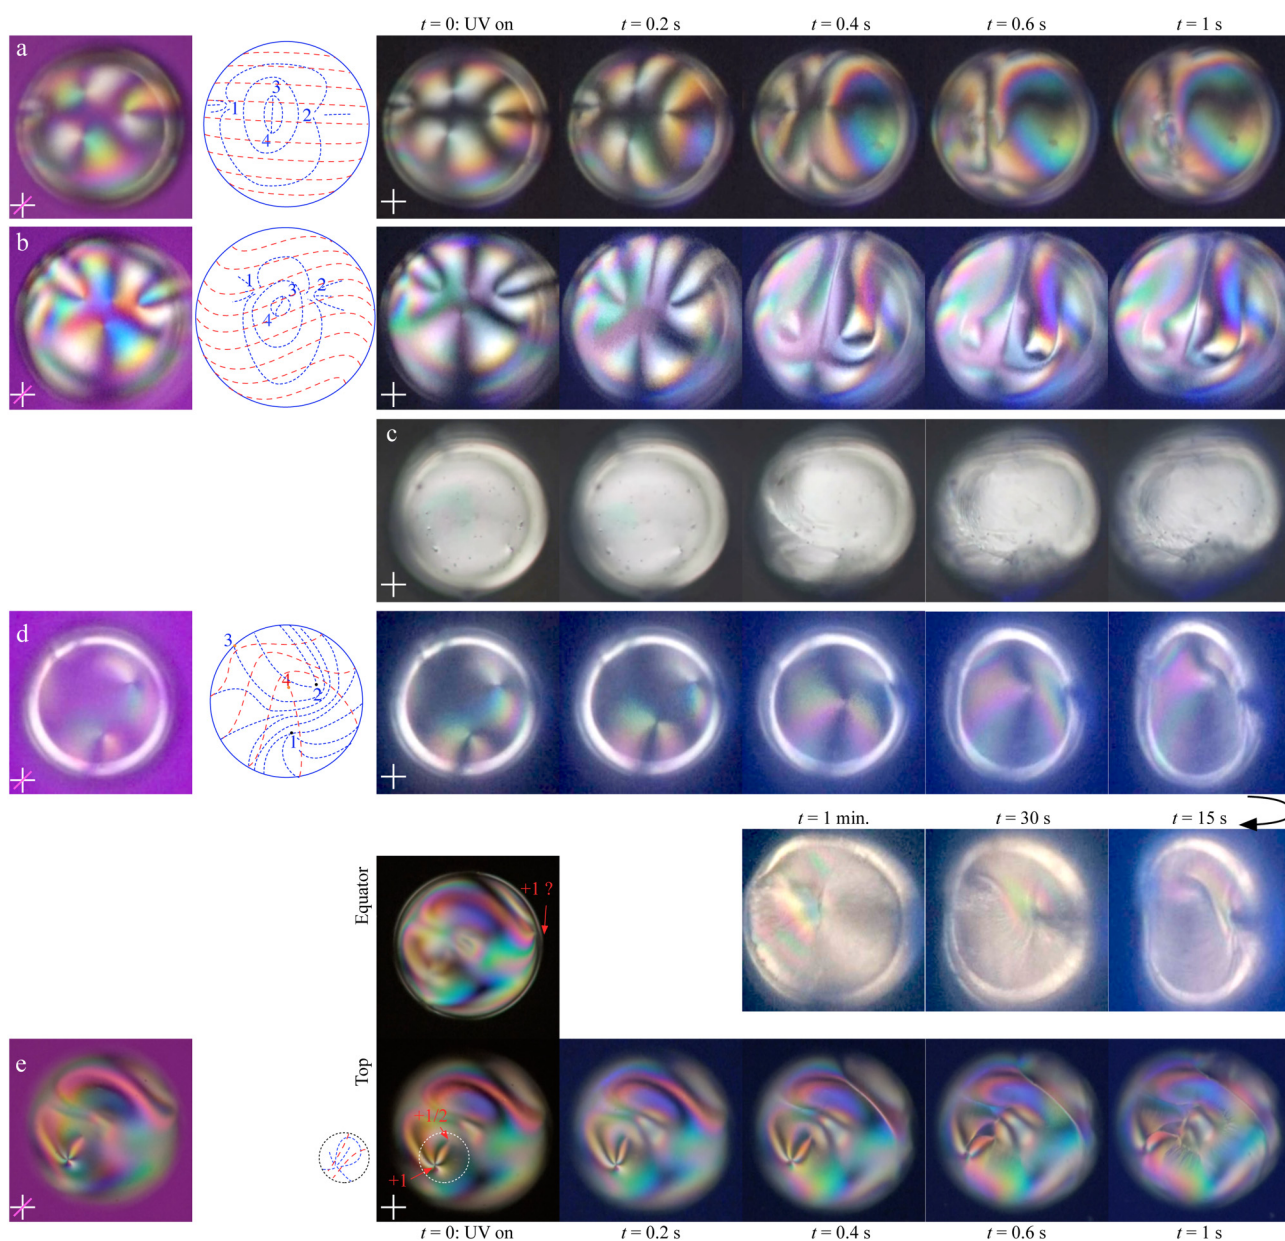 t = 0: UV on t = 0.2 s t = 0.4 s t = 0.6 s t = 1 s
a
1 2 3 4
b
1 2 3 4
c
d
3
4
2
1
t = 1 min. t = 30 s t = 15 s
Equator
+1 ?
e
Top
+1/2
+1
t = 0: UV on t = 0.2 s t = 0.4 s t = 0.6 s t = 1 s